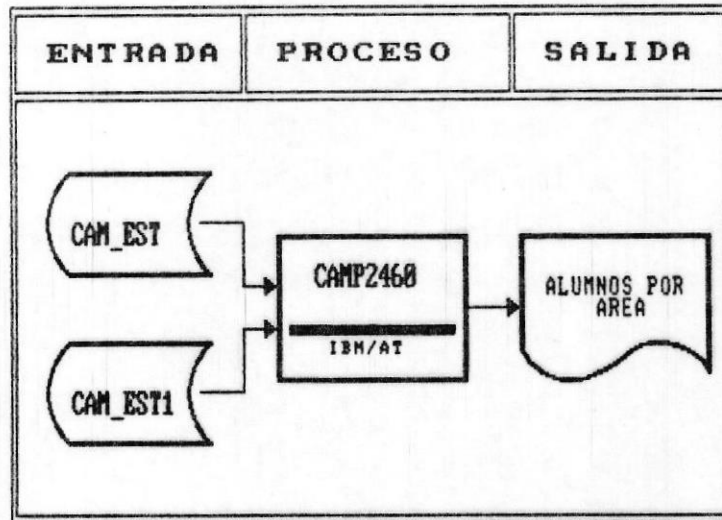 ENTRADA
PROCESO
SALIDA
CAM_EST
CAMP2460
IBM/AT
CAM_EST1
ALUMNOS POR
AREA